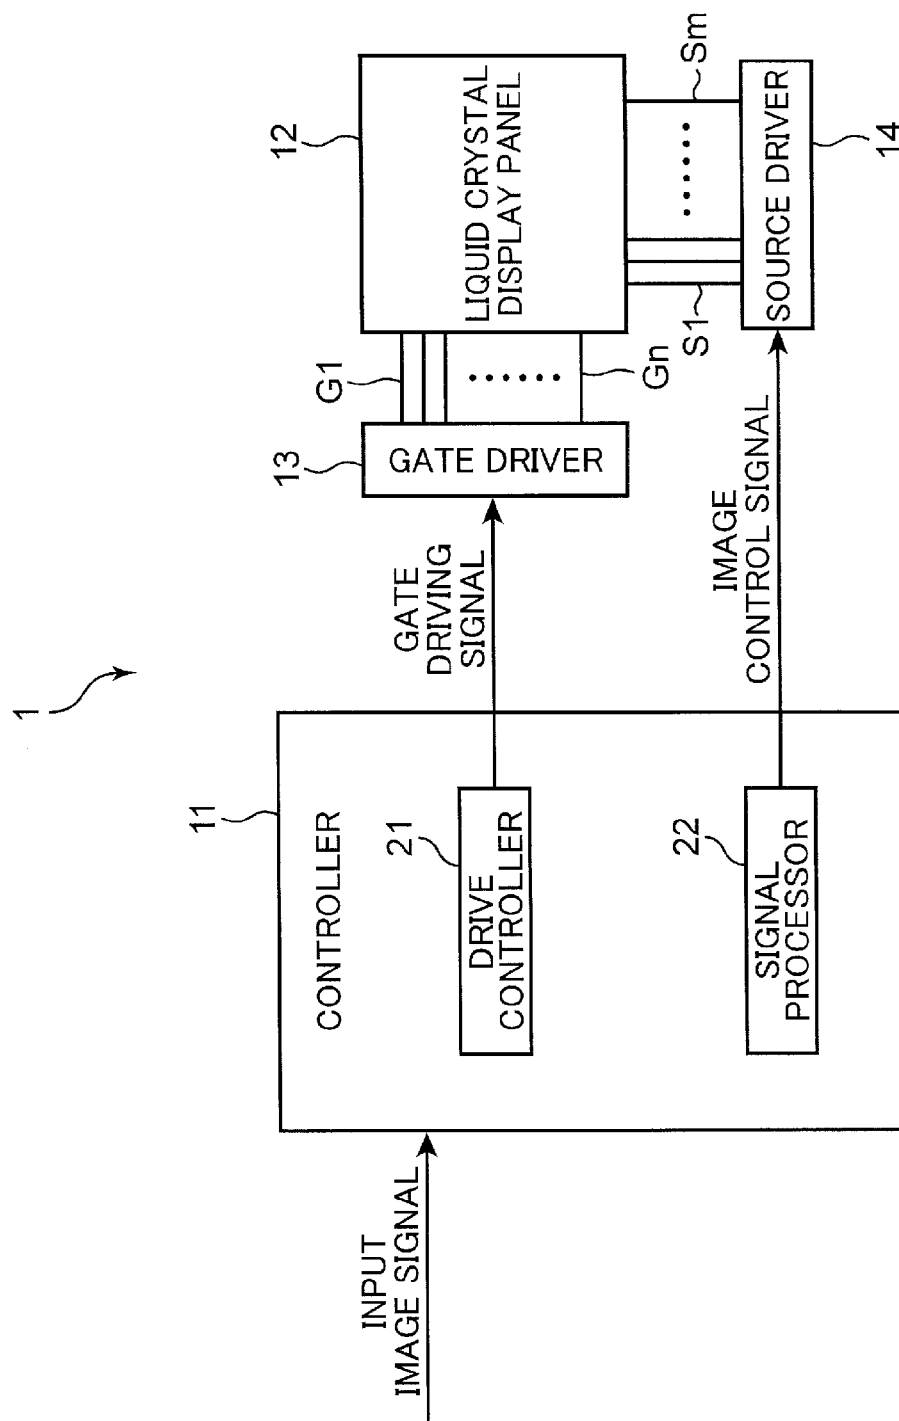 1
11
CONTROLLER
21
DRIVE
CONTROLLER
22
SIGNAL
PROCESSOR
INPUT
IMAGE SIGNAL
GATE
DRIVING
SIGNAL
IMAGE
CONTROL SIGNAL
13
GATE DRIVER
G1
Gn
12
LIQUID CRYSTAL
DISPLAY PANEL
S1
Sm
SOURCE DRIVER
14